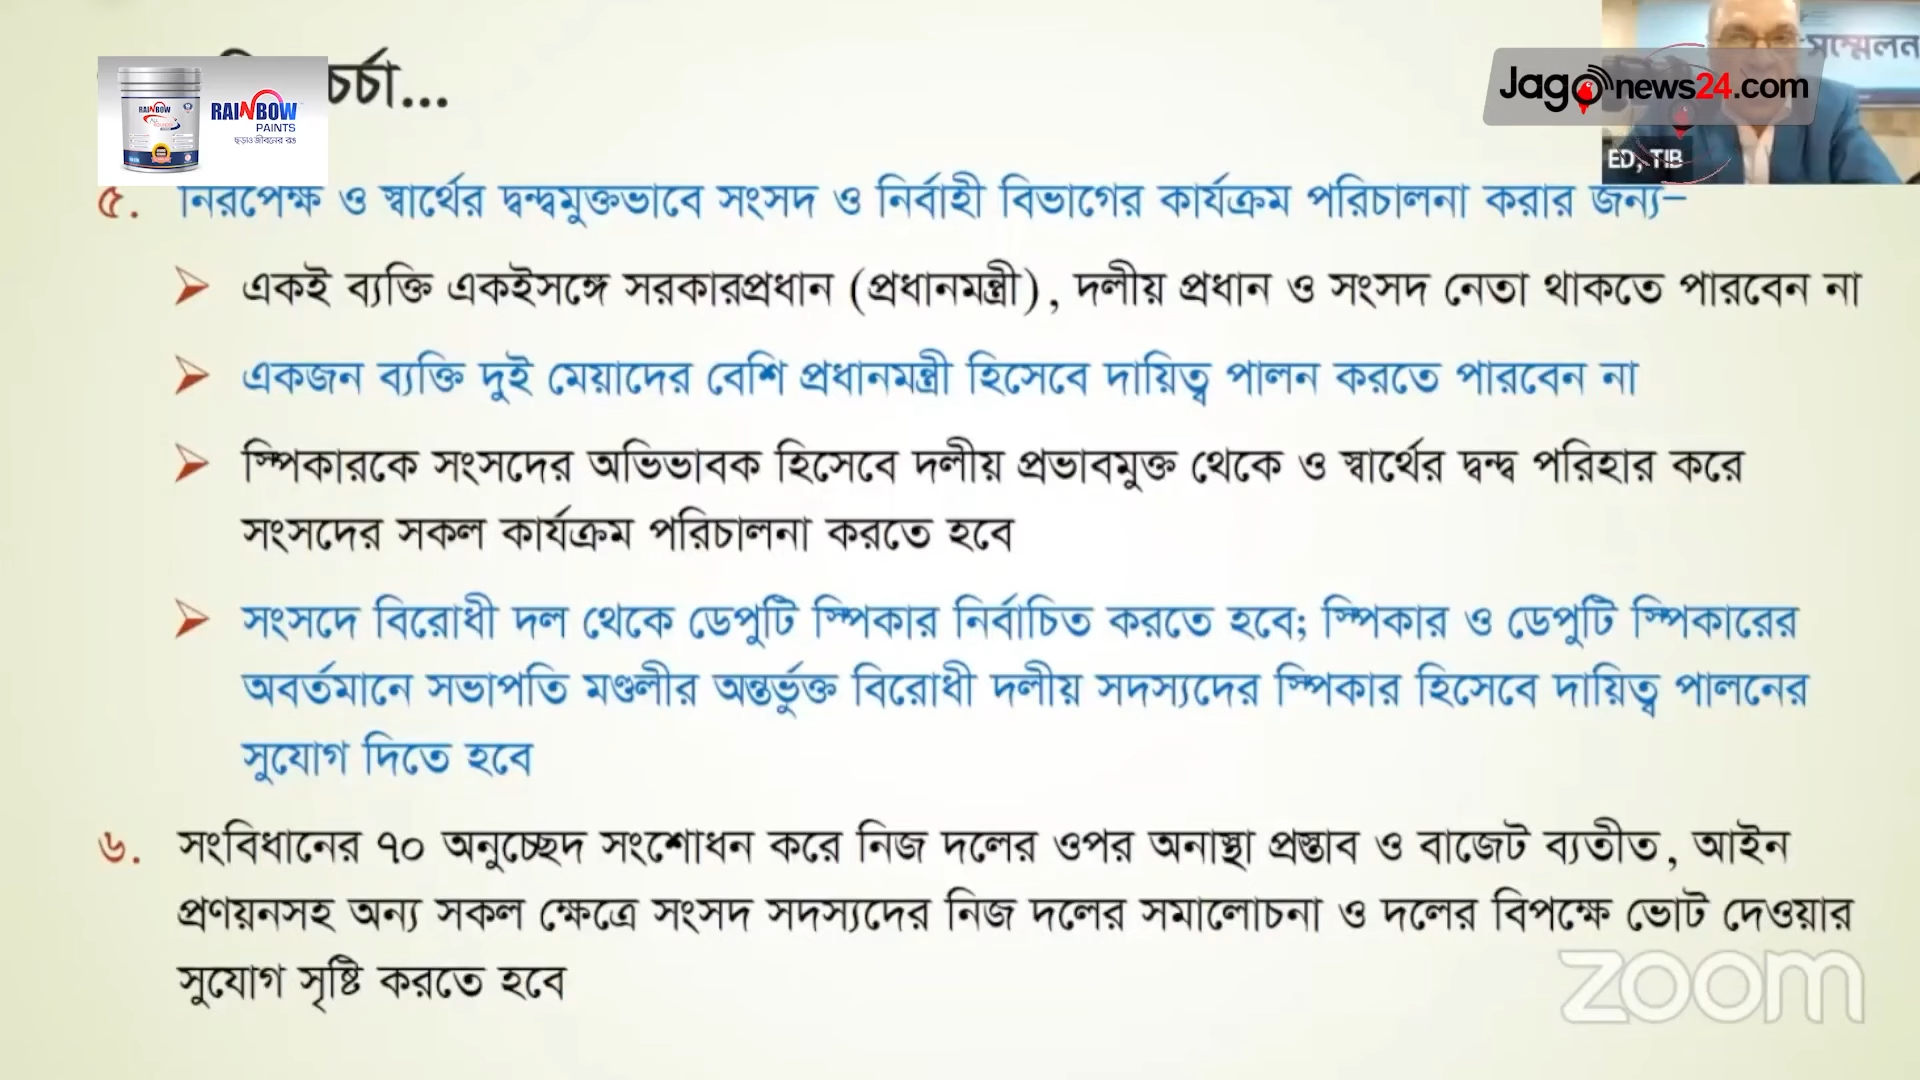 চর্চা...
RAINBOW
RAINBOW
PAINTS
ছড়াও জীবনের রঙ
সম্মেলন
Jagonews24.com
ED, TIB
৫. নিরপেক্ষ ও স্বার্থের দ্বন্দ্বমুক্তভাবে সংসদ ও নির্বাহী বিভাগের কার্যক্রম পরিচালনা করার জন্য-
একই ব্যক্তি একইসঙ্গে সরকারপ্রধান (প্রধানমন্ত্রী), দলীয় প্রধান ও সংসদ নেতা থাকতে পারবেন না
একজন ব্যক্তি দুই মেয়াদের বেশি প্রধানমন্ত্রী হিসেবে দায়িত্ব পালন করতে পারবেন না
স্পিকারকে সংসদের অভিভাবক হিসেবে দলীয় প্রভাবমুক্ত থেকে ও স্বার্থের দ্বন্দ্ব পরিহার করে
সংসদের সকল কার্যক্রম পরিচালনা করতে হবে
সংসদে বিরোধী দল থেকে ডেপুটি স্পিকার নির্বাচিত করতে হবে; স্পিকার ও ডেপুটি স্পিকারের
অবর্তমানে সভাপতি মণ্ডলীর অন্তর্ভুক্ত বিরোধী দলীয় সদস্যদের স্পিকার হিসেবে দায়িত্ব পালনের
সুযোগ দিতে হবে
৬. সংবিধানের ৭০ অনুচ্ছেদ সংশোধন করে নিজ দলের ওপর অনাস্থা প্রস্তাব ও বাজেট ব্যতীত, আইন
প্রণয়নসহ অন্য সকল ক্ষেত্রে সংসদ সদস্যদের নিজ দলের সমালোচনা ও দলের বিপক্ষে ভোট দেওয়ার
সুযোগ সৃষ্টি করতে হবে
zoom